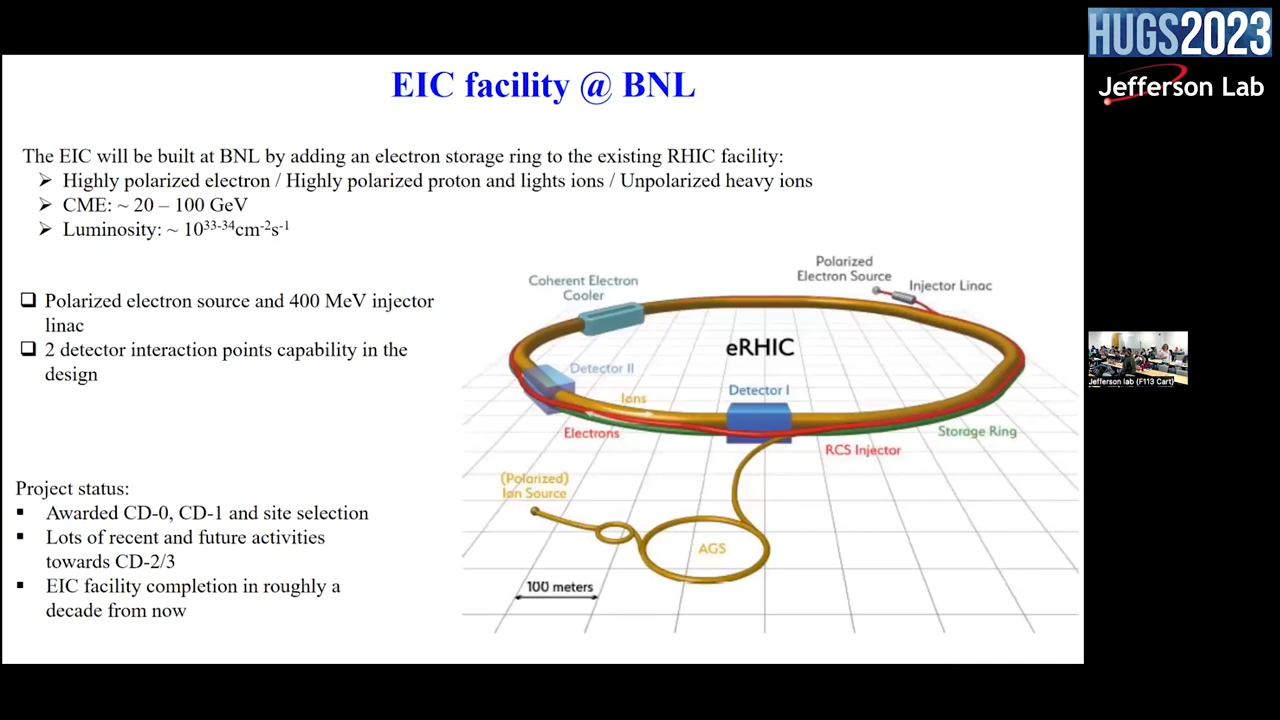 HUGS2023
Jefferson Lab
EIC facility @ BNL
The EIC will be built at BNL by adding an electron storage ring to the existing RHIC facility:
➢ Highly polarized electron / Highly polarized proton and lights ions / Unpolarized heavy ions
➢ CME: ~ 20 – 100 GeV
➢ Luminosity: ~ 10³³⁻³⁴cm⁻²s⁻¹
❑ Polarized electron source and 400 MeV injector
linac
❑ 2 detector interaction points capability in the
design
Project status:
▪ Awarded CD-0, CD-1 and site selection
▪ Lots of recent and future activities
towards CD-2/3
▪ EIC facility completion in roughly a
decade from now
Polarized
Electron Source
Injector Linac
Coherent Electron
Cooler
eRHIC
Detector II
Detector I
Ions
Electrons
Storage Ring
RCS Injector
(Polarized)
Ion Source
AGS
100 meters
Jefferson lab (F113 Cart)